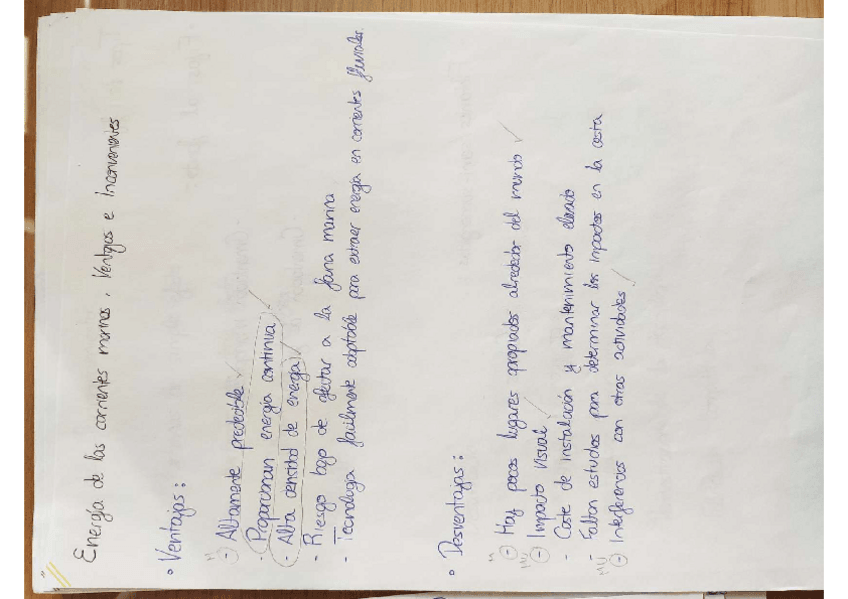 Energía de las corrientes marinas. Ventajas e Inconvenientes
• Ventajas:
- Altamente predecible ✓
- Proporcionan energía continua ✓
- Alta densidad de energía ✓
- Riesgo bajo de afectar a la fauna marina
- Tecnología facilmente adaptable para extraer energía en corrientes fluviales.
• Desventajas:
- Hay pocos lugares apropiados alrededor del mundo ✓
- Impacto visual ✓
- Coste de instalación y mantenimiento elevado
- Faltan estudios para determinar los impactos en la costa
- Interferencias con otras actividades ✓